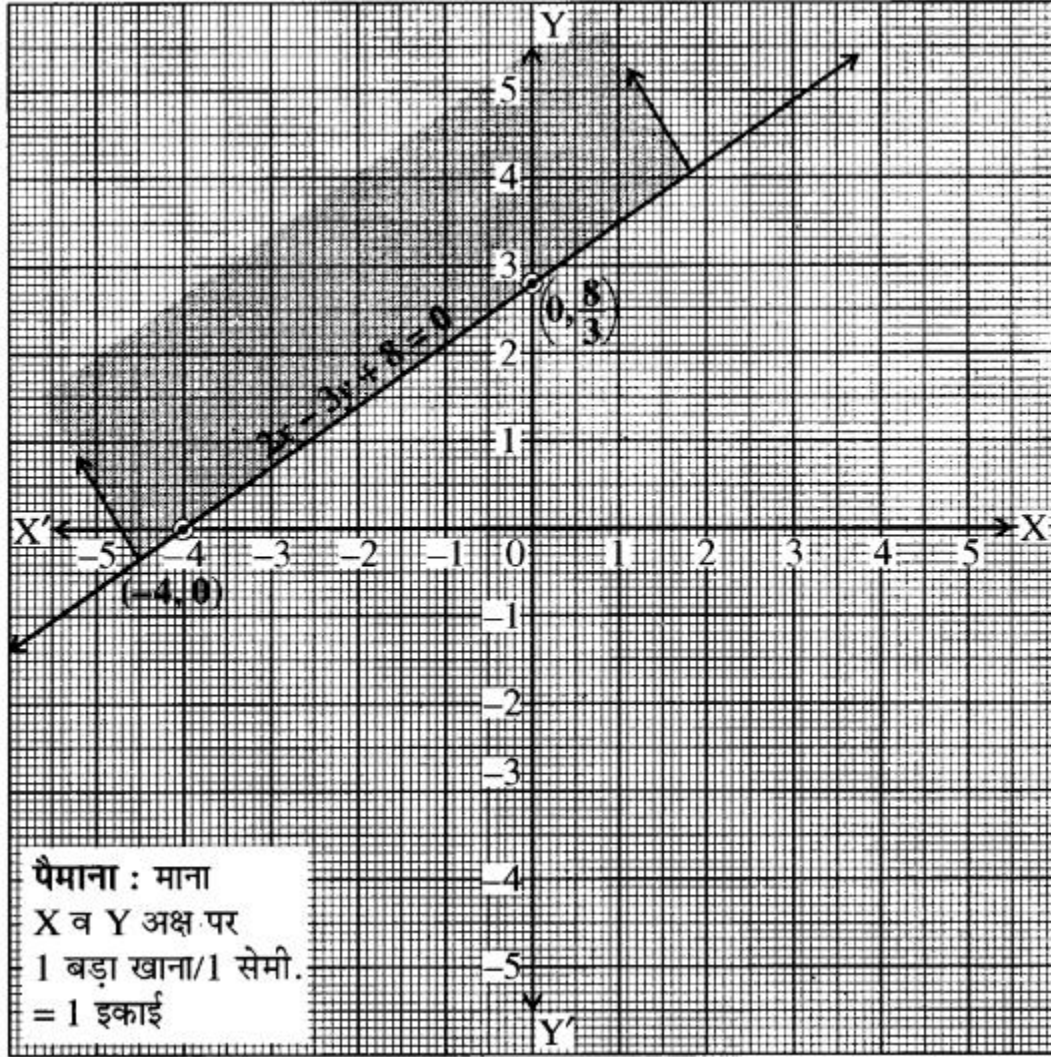 Y
5
4
3
(0, 8/3)
2x – 3y + 8 = 0
2
1
X′ –5 –4 –3 –2 –1 0 1 2 3 4 5 X
(–4, 0)
–1
–2
–3
–4
–5
Y′
पैमाना : माना
X व Y अक्ष पर
1 बड़ा खाना/1 सेमी.
= 1 इकाई